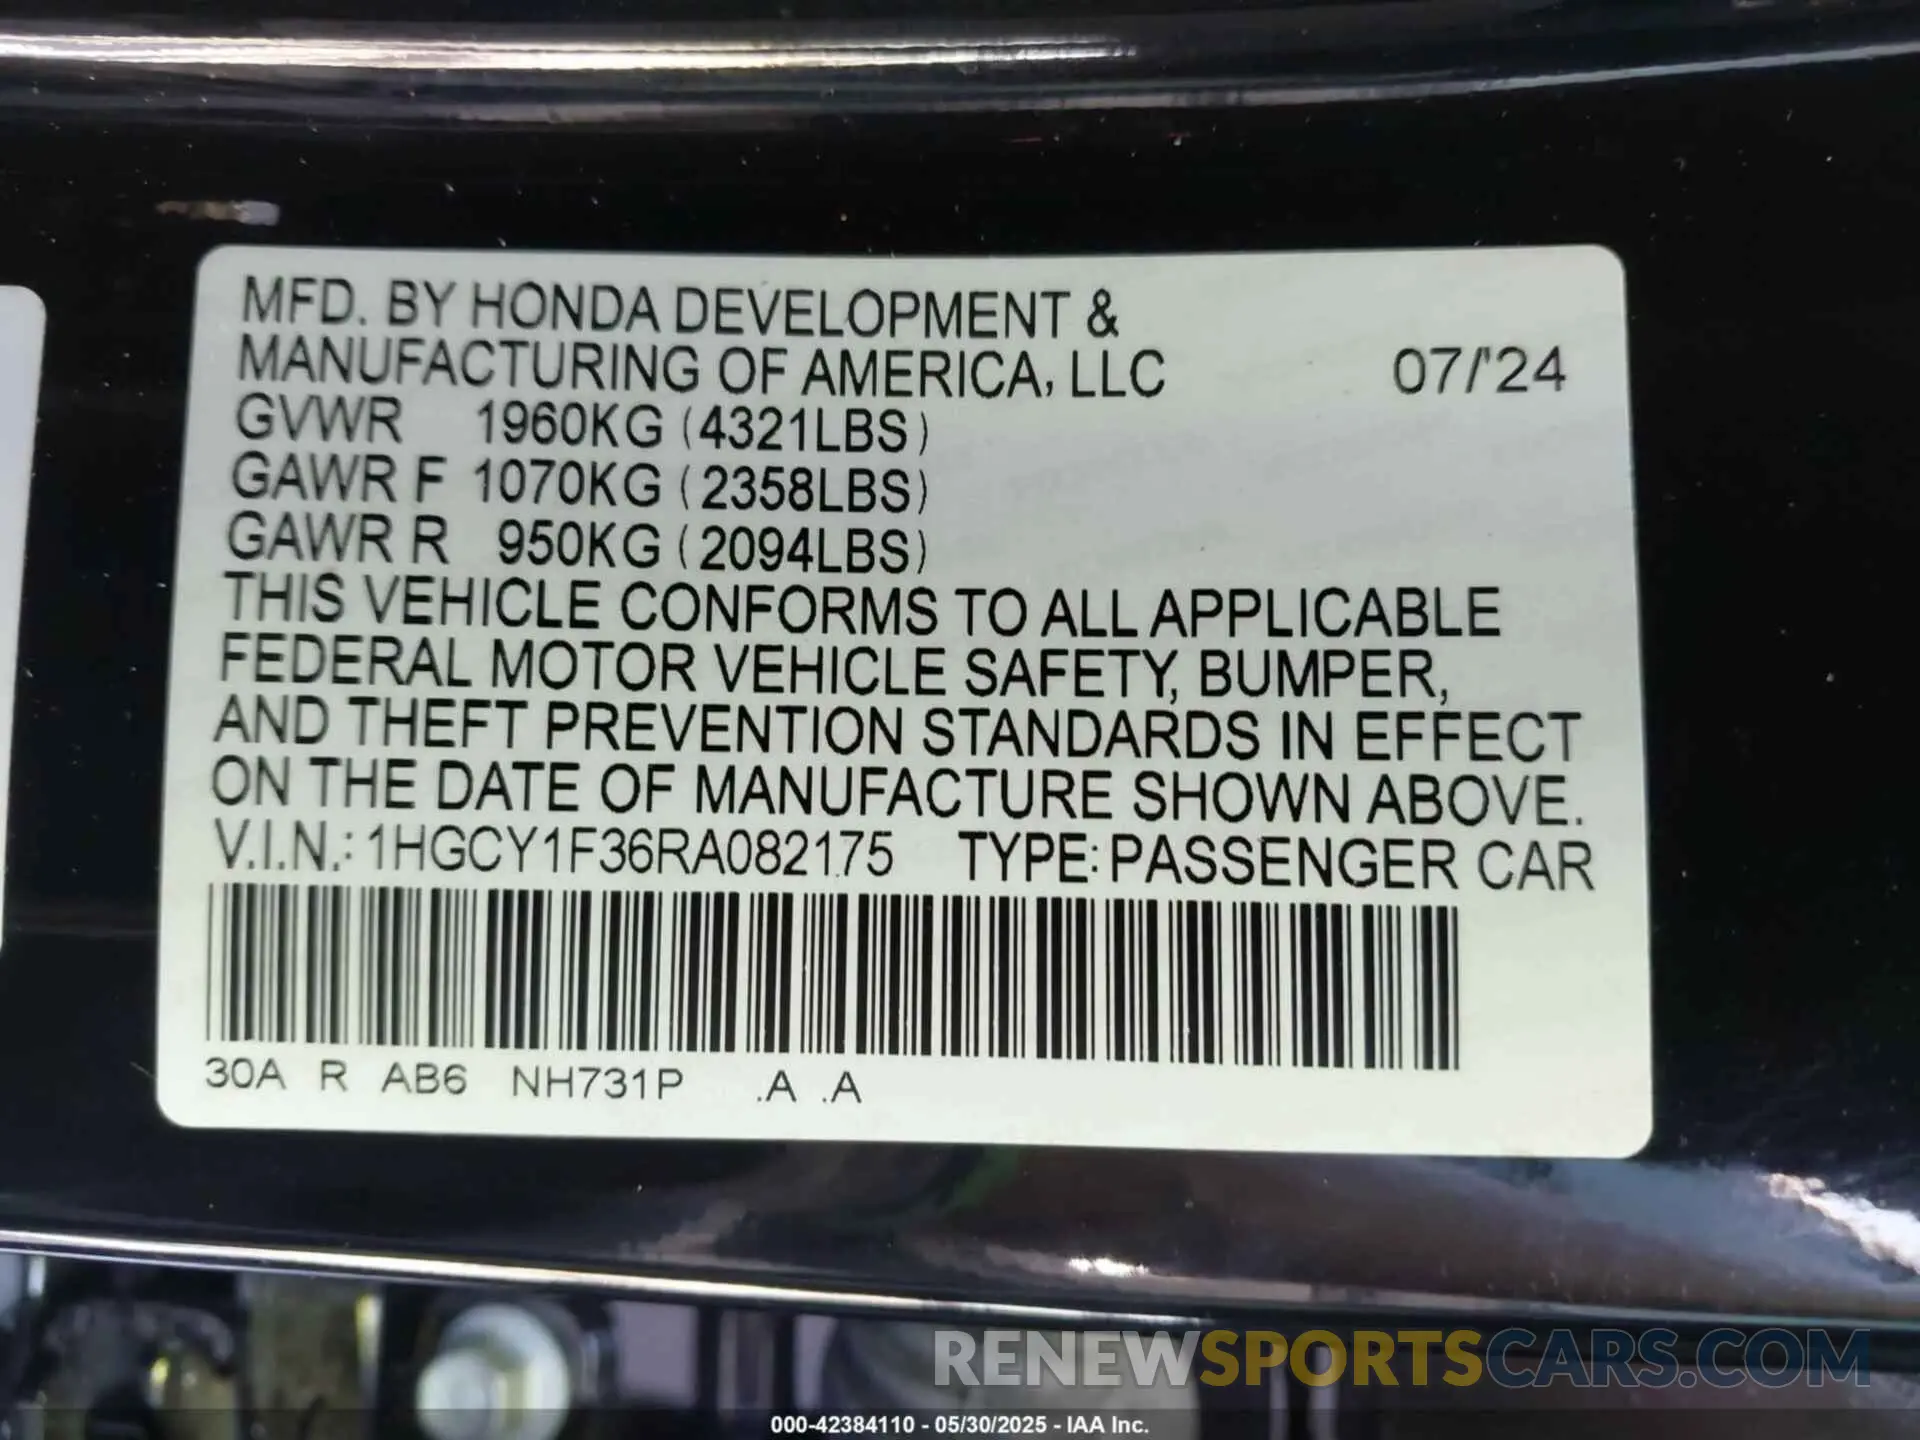 MFD. BY HONDA DEVELOPMENT &
MANUFACTURING OF AMERICA, LLC 07/'24
GVWR 1960KG (4321LBS)
GAWR F 1070KG (2358LBS)
GAWR R 950KG (2094LBS)
THIS VEHICLE CONFORMS TO ALL APPLICABLE
FEDERAL MOTOR VEHICLE SAFETY, BUMPER,
AND THEFT PREVENTION STANDARDS IN EFFECT
ON THE DATE OF MANUFACTURE SHOWN ABOVE.
V.I.N.: 1HGCY1F36RA082175 TYPE: PASSENGER CAR
30A R AB6 NH731P .A .A
RENEWSPORTSCARS.COM
000-42384110 - 05/30/2025 - IAA Inc.